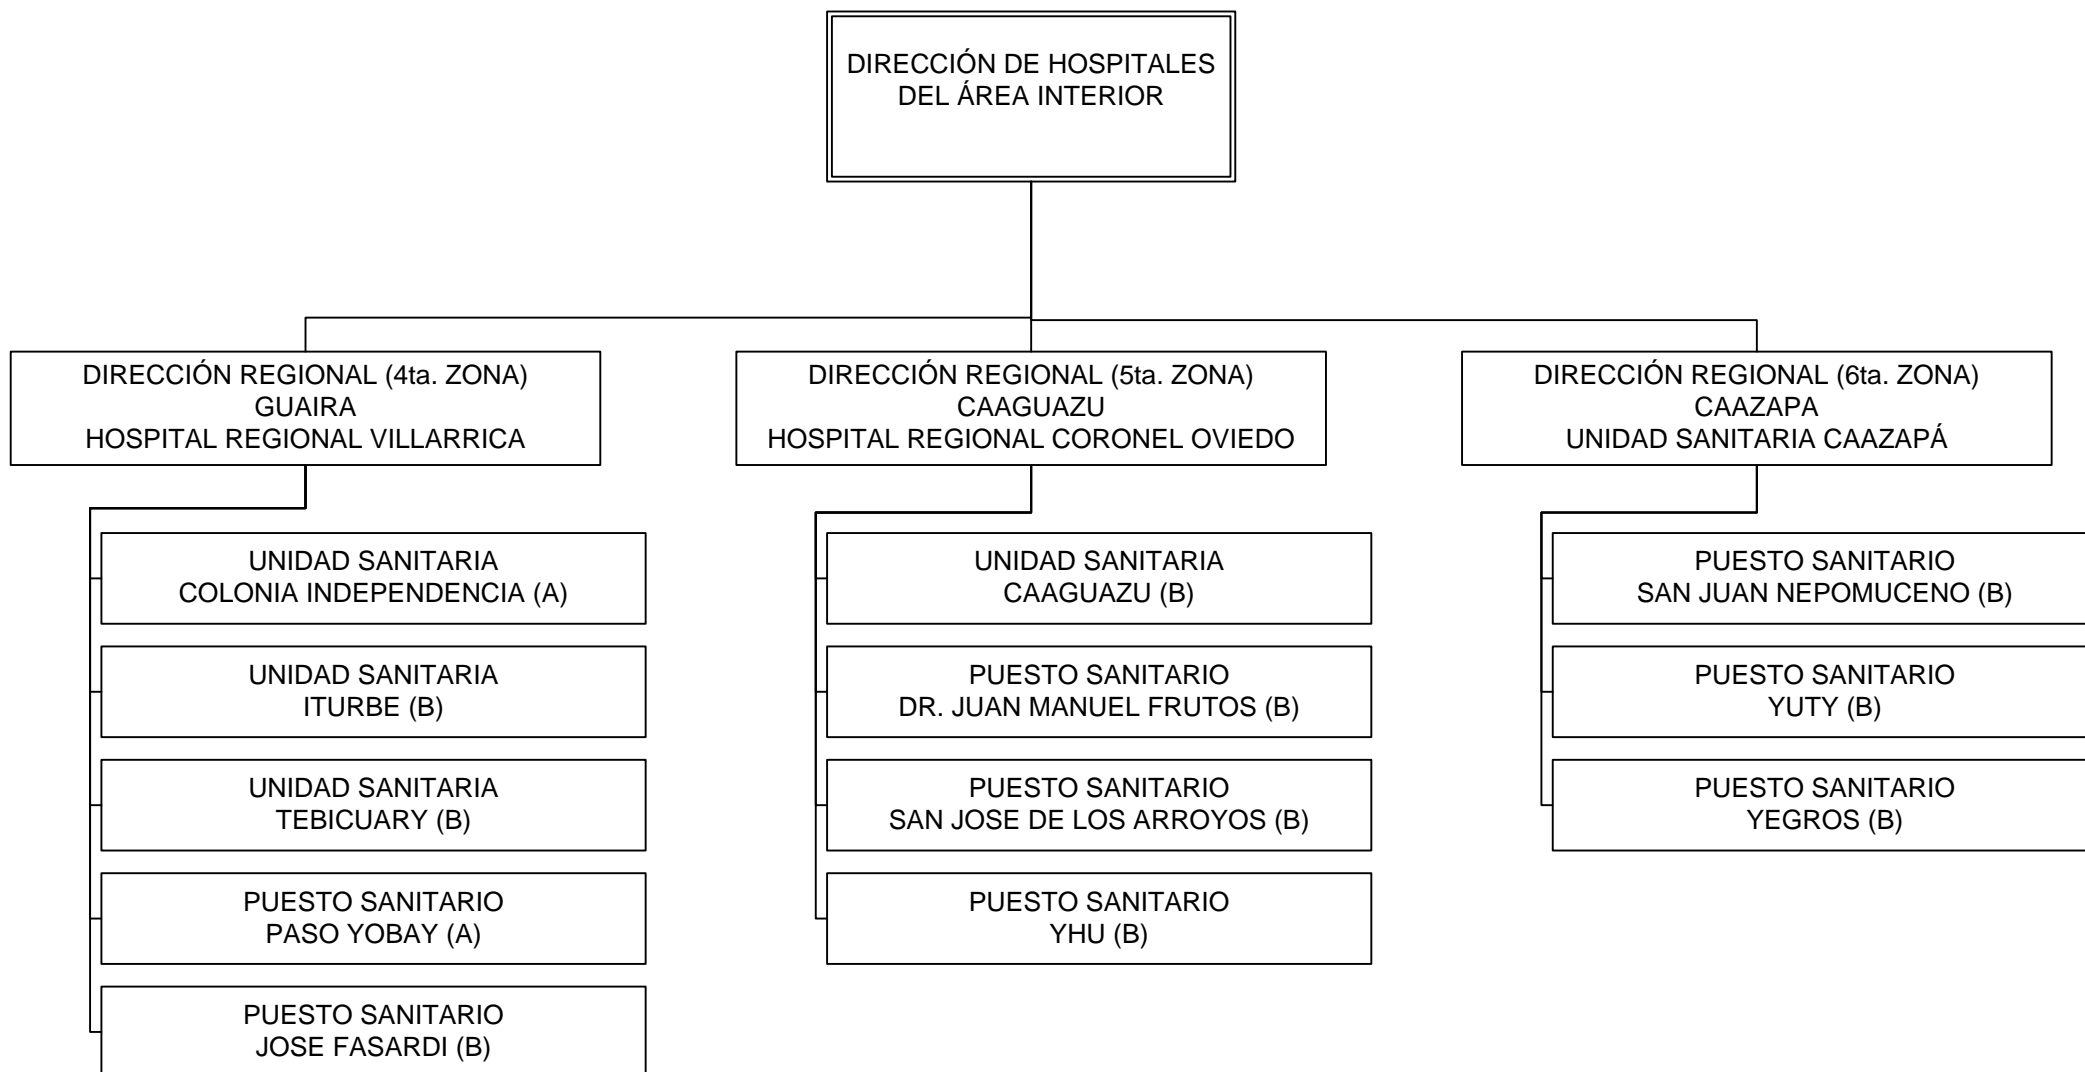 DIRECCIÓN DE HOSPITALES
DEL ÁREA INTERIOR
DIRECCIÓN REGIONAL (4ta. ZONA)
GUAIRA
HOSPITAL REGIONAL VILLARRICA
UNIDAD SANITARIA
COLONIA INDEPENDENCIA (A)
UNIDAD SANITARIA
ITURBE (B)
UNIDAD SANITARIA
TEBICUARY (B)
PUESTO SANITARIO
PASO YOBAY (A)
PUESTO SANITARIO
JOSE FASARDI (B)
DIRECCIÓN REGIONAL (5ta. ZONA)
CAAGUAZU
HOSPITAL REGIONAL CORONEL OVIEDO
UNIDAD SANITARIA
CAAGUAZU (B)
PUESTO SANITARIO
DR. JUAN MANUEL FRUTOS (B)
PUESTO SANITARIO
SAN JOSE DE LOS ARROYOS (B)
PUESTO SANITARIO
YHU (B)
DIRECCIÓN REGIONAL (6ta. ZONA)
CAAZAPA
UNIDAD SANITARIA CAAZAPÁ
PUESTO SANITARIO
SAN JUAN NEPOMUCENO (B)
PUESTO SANITARIO
YUTY (B)
PUESTO SANITARIO
YEGROS (B)